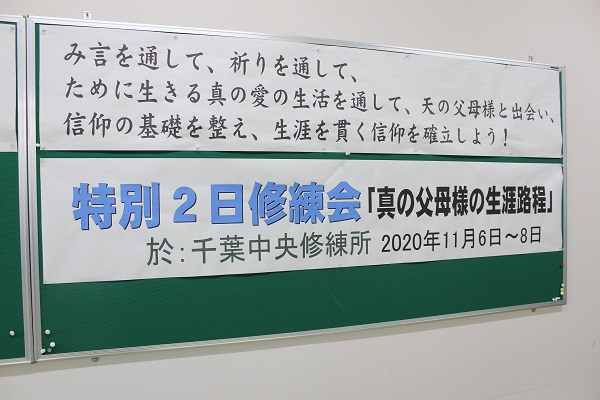 み言を通して、祈りを通して、
ために生きる真の愛の生活を通して、天の父母様と出会い、
信仰の基礎を整え、生涯を貫く信仰を確立しよう！
特別２日修練会「真の父母様の生涯路程」
於：千葉中央修練所 2020年11月6日～8日